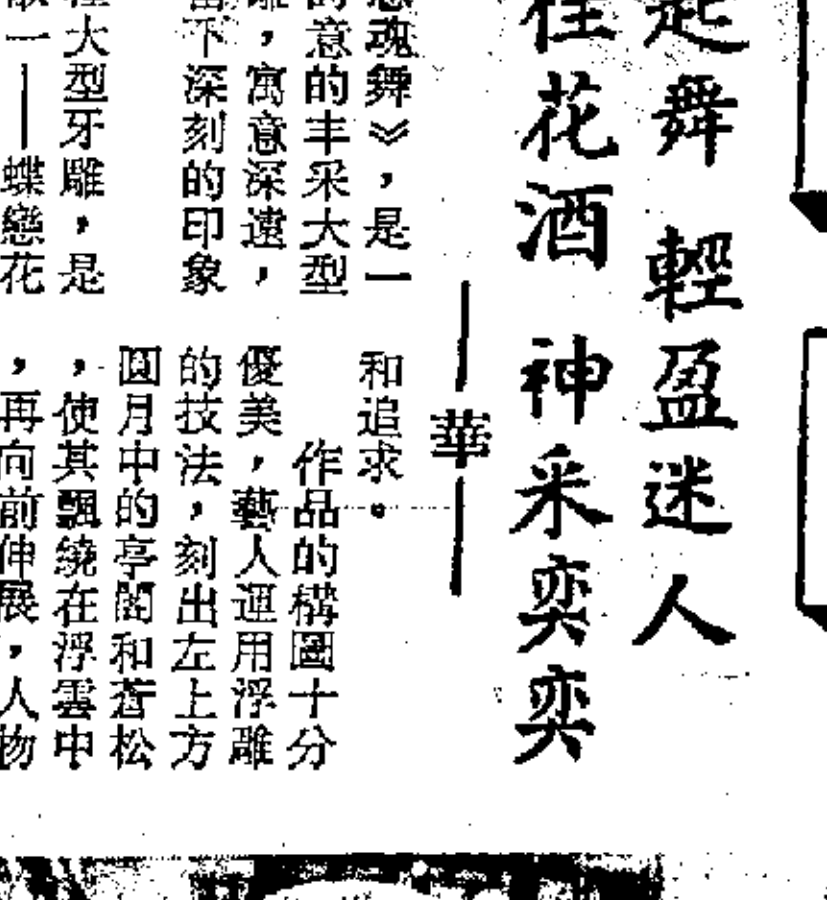 舞 輕盈迷人
桂花酒 神采奕奕
華
魂舞》，是一
意的丰采大型
，寓意深遠，
下深刻的印象
大型牙雕，是
一——蝶戀花
和追求。
作品的構圖十分
優美，藝人運用浮雕
的技法，刻出左上方
圓月中的亭閣和蒼松
，使其飄繞在浮雲中
，再向前伸展，人物